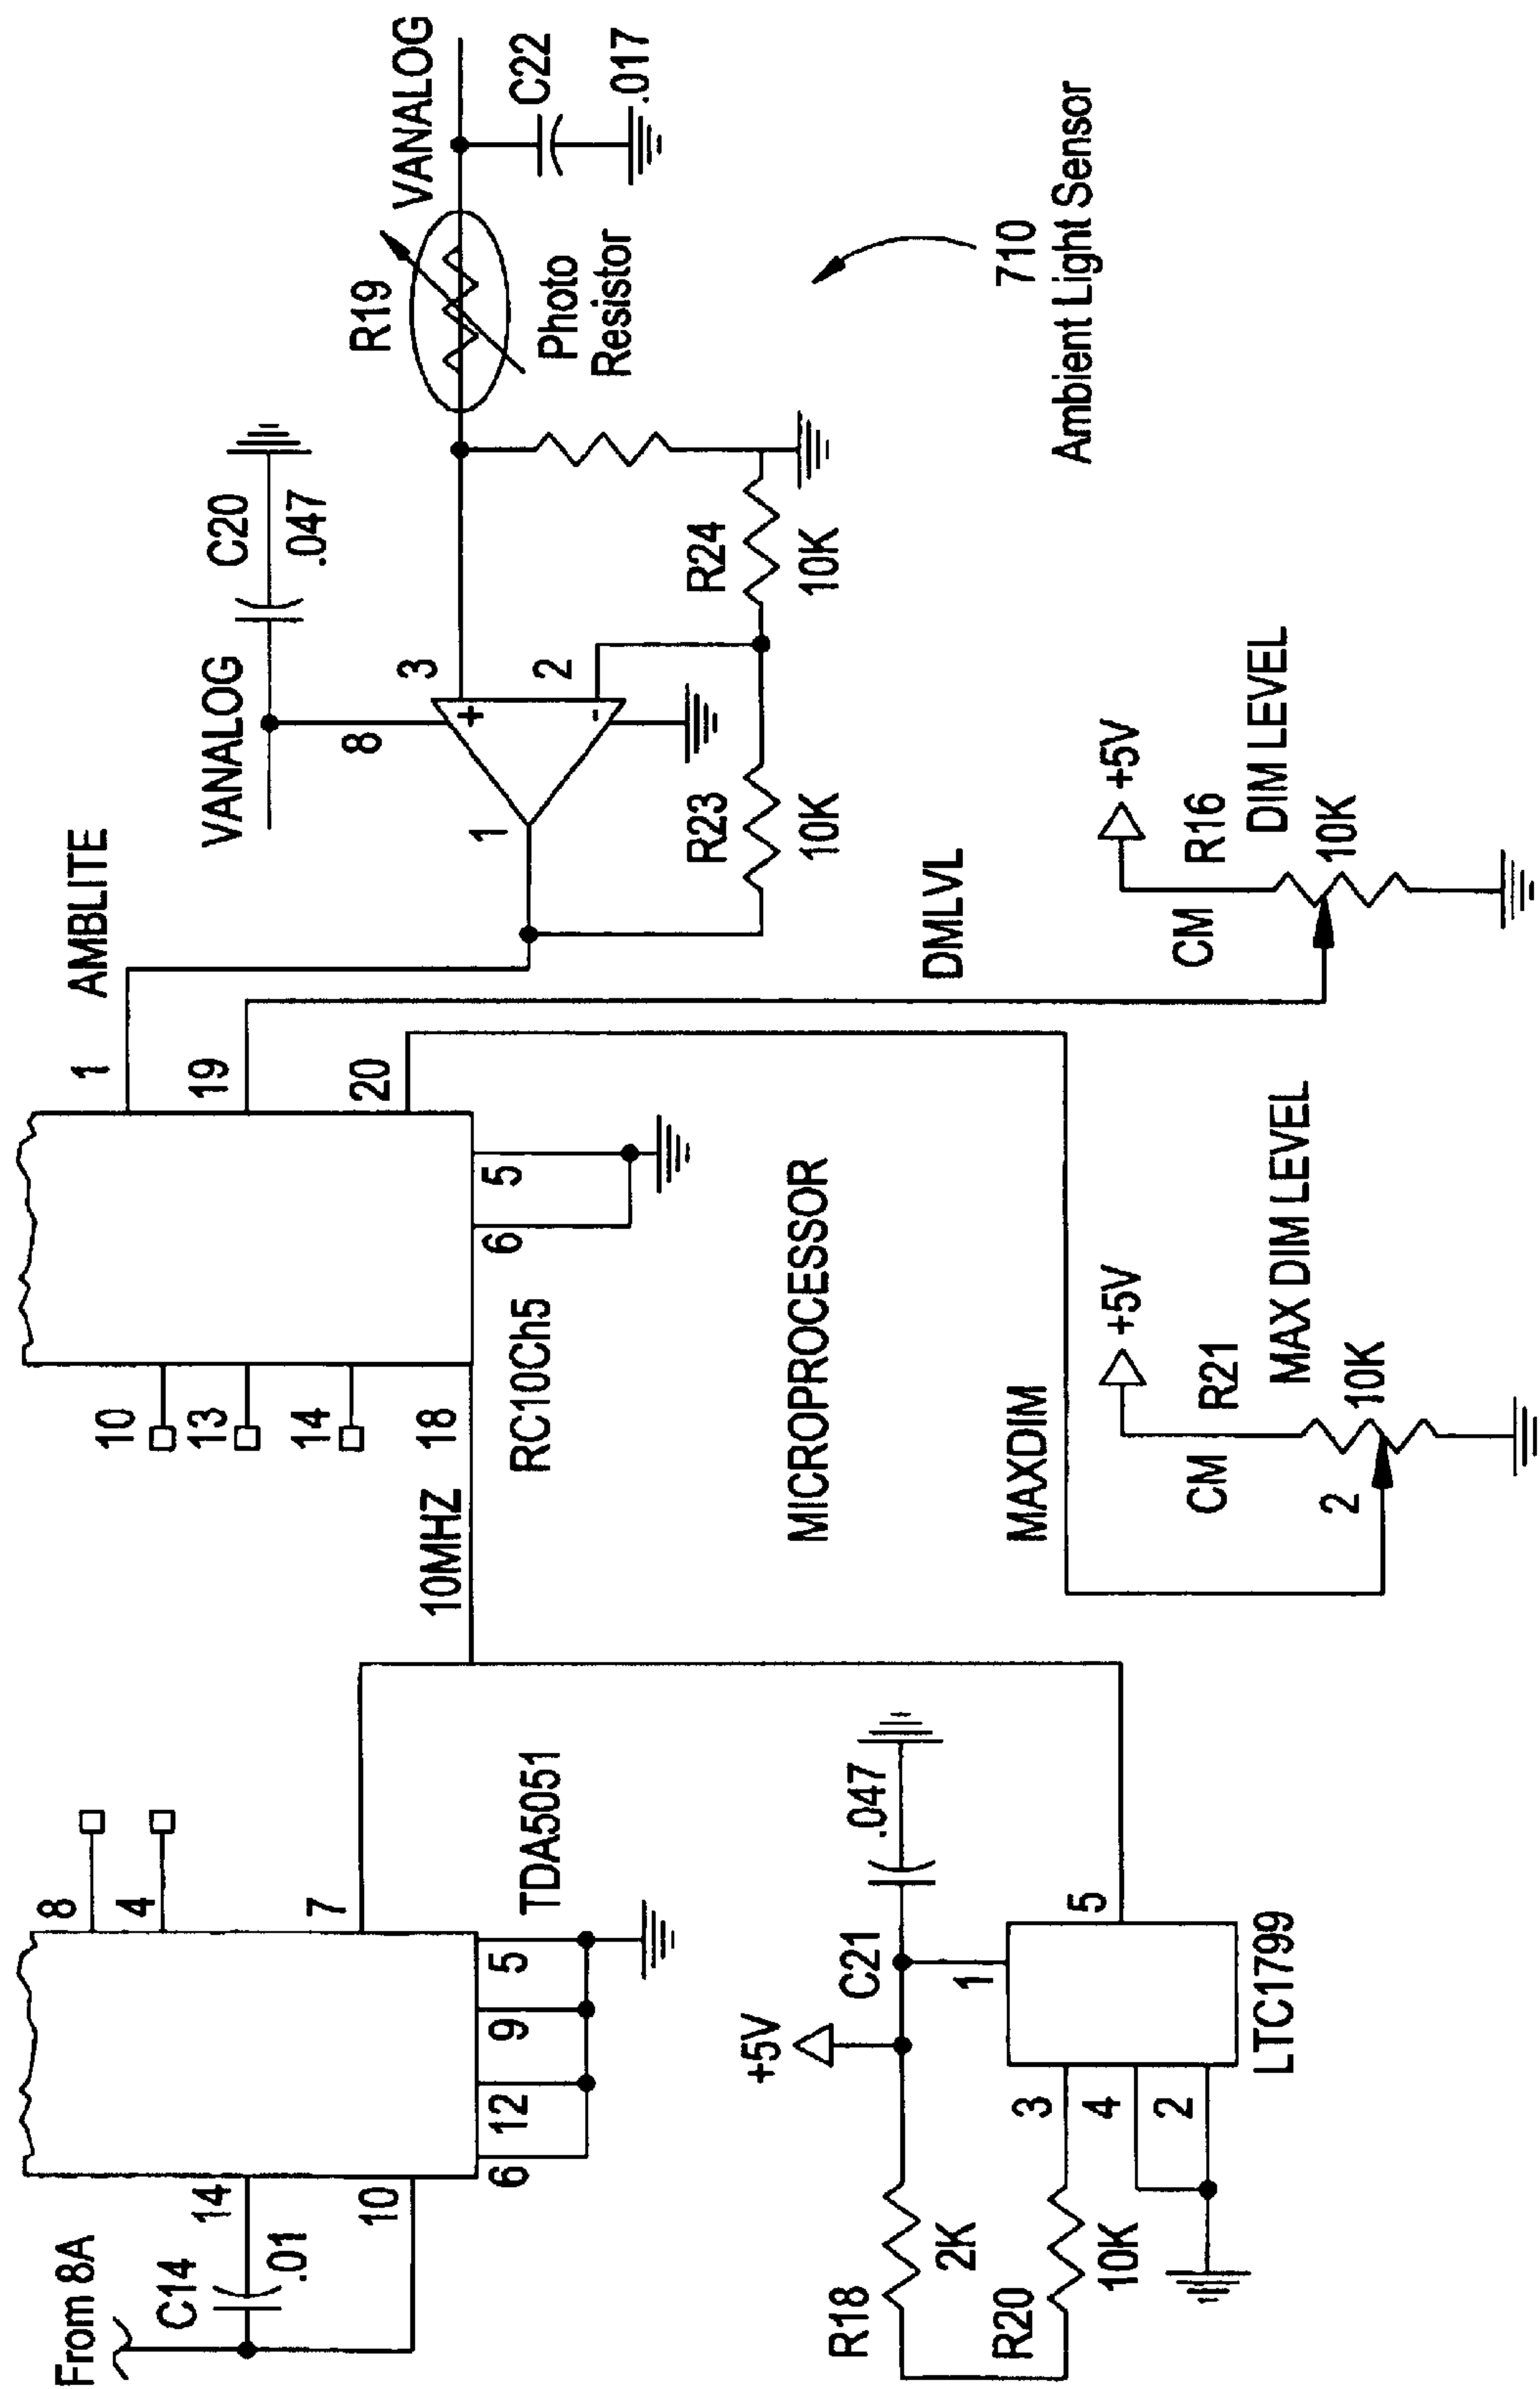 From 8A
C14
.01
14
10
8
4
7
5
9
12
6
TDA5051
10MHZ
10
13
14
18
1
19
20
5
6
RC10Ch5
MICROPROCESSOR
AMBLITE
VANALOG
C20
.047
8
3
2
1
+
-
R23
10K
R24
10K
R19
Photo
Resistor
VANALOG
C22
.017
710
Ambient Light Sensor
R18
2K
R20
10K
+5V
C21
.047
1
3
4
2
5
LTC1799
MAXDIM
+5V
CM
R21
2
10K
MAX DIM LEVEL
DMLVL
+5V
CM
R16
10K
DIM LEVEL